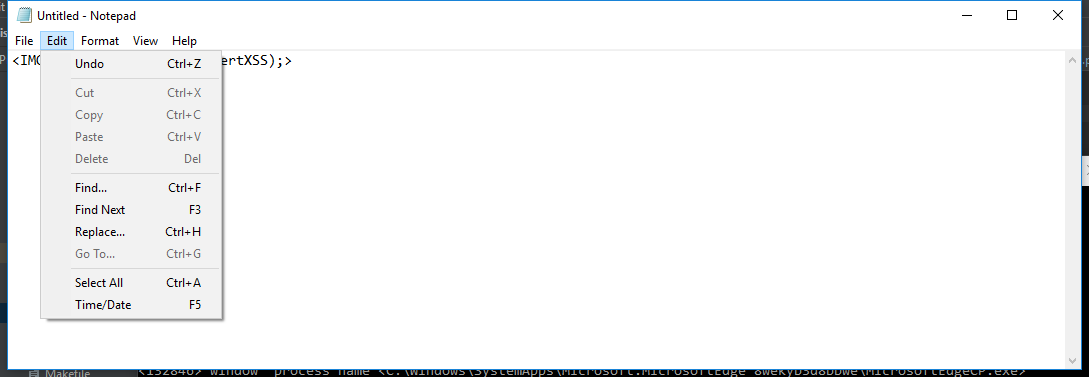 Untitled - Notepad
File Edit Format View Help
<IM ertXSS);>
Undo Ctrl+Z
Cut Ctrl+X
Copy Ctrl+C
Paste Ctrl+V
Delete Del
Find... Ctrl+F
Find Next F3
Replace... Ctrl+H
Go To... Ctrl+G
Select All Ctrl+A
Time/Date F5
Makefile <132846> window process name <C:\Windows\SystemApps\Microsoft.MicrosoftEdge_8wekyb3d8bbwe\MicrosoftEdgeCP.exe>